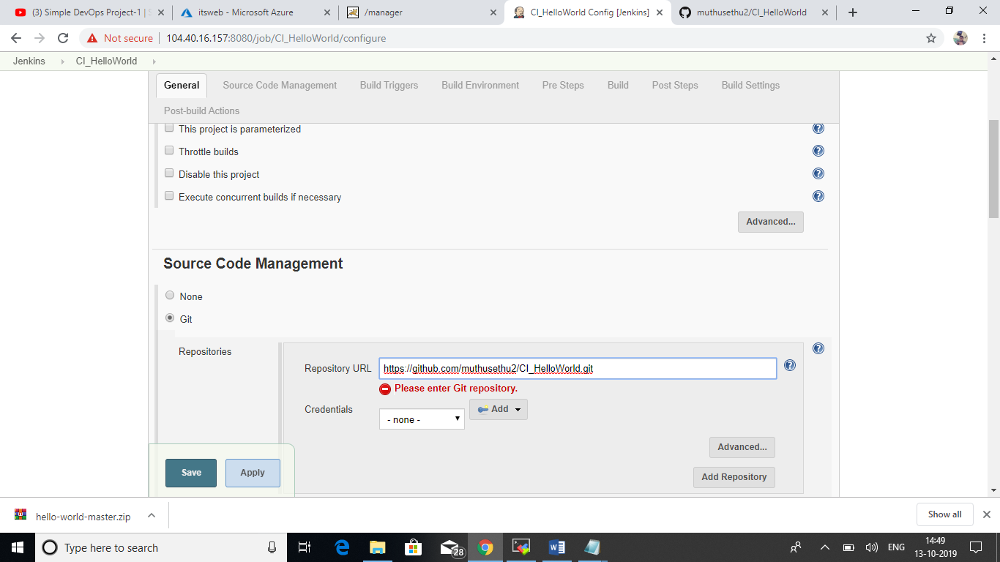 (3) Simple DevOps Project-1 |
itsweb - Microsoft Azure
/manager
CI_HelloWorld Config [Jenkins]
muthusethu2/CI_HelloWorld
Not secure | 104.40.16.157:8080/job/CI_HelloWorld/configure
Jenkins
CI_HelloWorld
General
Source Code Management
Build Triggers
Build Environment
Pre Steps
Build
Post Steps
Build Settings
Post-build Actions
This project is parameterized
Throttle builds
Disable this project
Execute concurrent builds if necessary
Advanced...
Source Code Management
None
Git
Repositories
Repository URL
https://github.com/muthusethu2/CI_HelloWorld.git
Please enter Git repository.
Credentials
- none -
Add
Advanced...
Add Repository
Save
Apply
hello-world-master.zip
Show all
Type here to search
28
ENG
14:49
13-10-2019